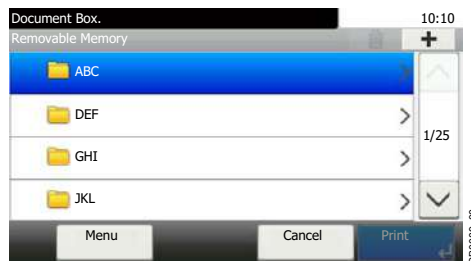 Document Box.
10:10
Removable Memory
+
ABC
DEF
GHI
JKL
1/25
Menu
Cancel
Print